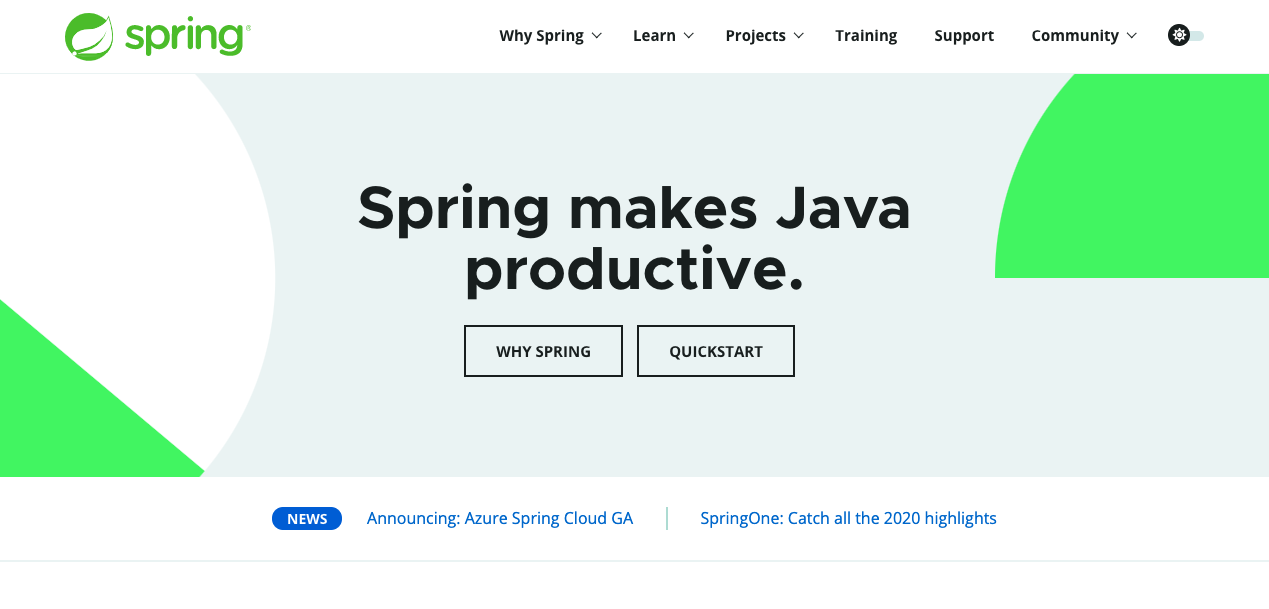 spring®
Why Spring Learn Projects Training Support Community
Spring makes Java
productive.
WHY SPRING QUICKSTART
NEWS Announcing: Azure Spring Cloud GA SpringOne: Catch all the 2020 highlights